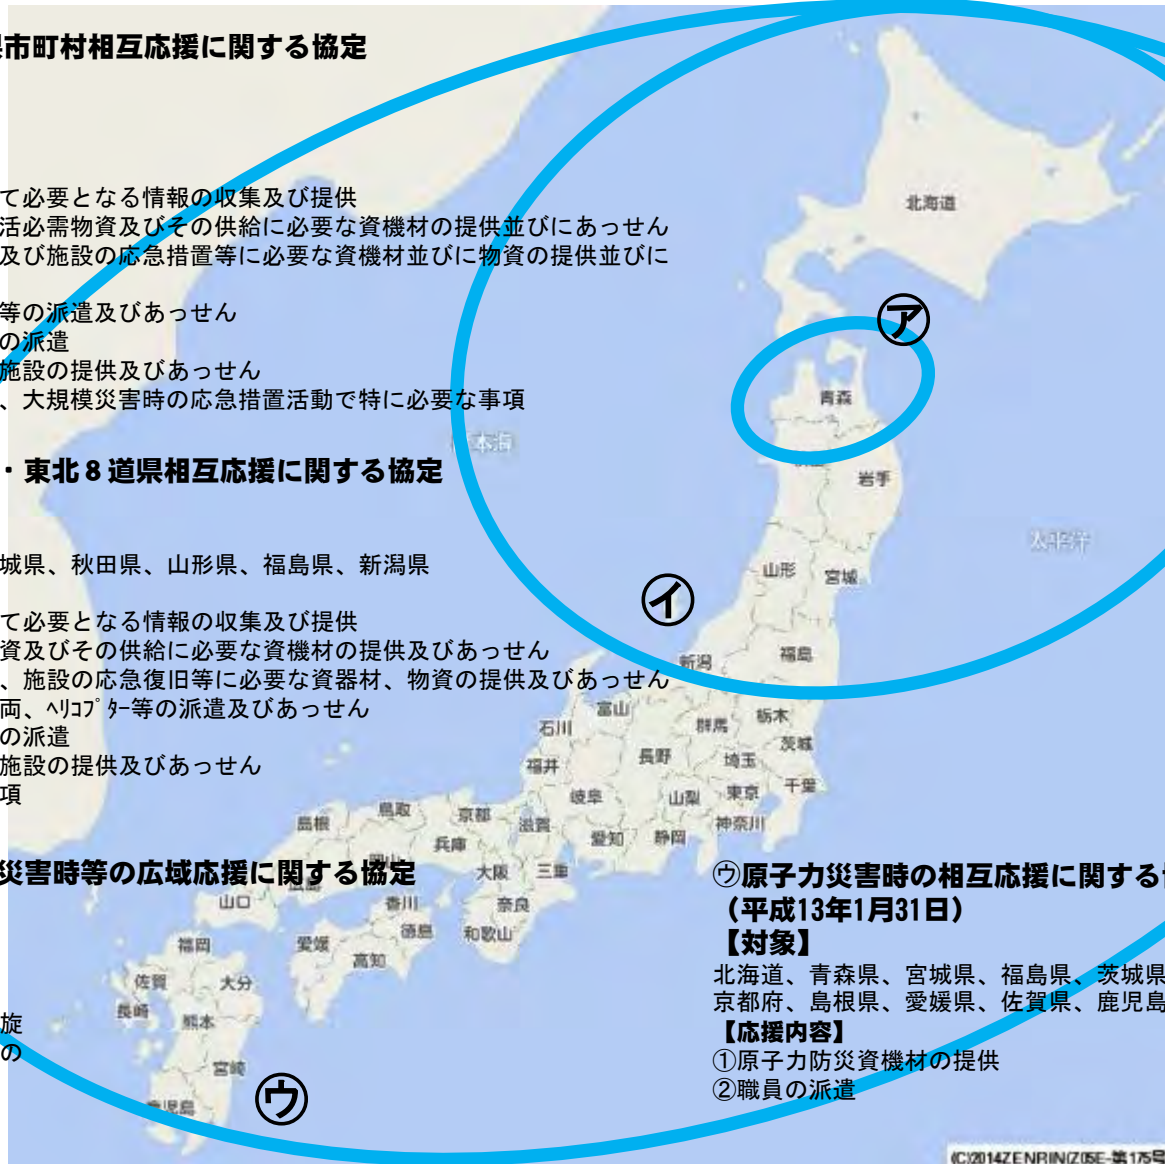 県市町村相互応援に関する協定
て必要となる情報の収集及び提供
活必需物資及びその供給に必要な資機材の提供並びにあっせん
及び施設の応急措置等に必要な資機材並びに物資の提供並びに
等の派遣及びあっせん
の派遣
施設の提供及びあっせん
、大規模災害時の応急措置活動で特に必要な事項
・東北8道県相互応援に関する協定
城県、秋田県、山形県、福島県、新潟県
て必要となる情報の収集及び提供
資及びその供給に必要な資機材の提供及びあっせん
、施設の応急復旧等に必要な資器材、物資の提供及びあっせん
両、ﾍﾘｺﾌﾟﾀｰ等の派遣及びあっせん
の派遣
施設の提供及びあっせん
項
災害時等の広域応援に関する協定
旋
の
㋒原子力災害時の相互応援に関する
（平成13年1月31日）
【対象】
北海道、青森県、宮城県、福島県、茨城県
京都府、島根県、愛媛県、佐賀県、鹿児島
【応援内容】
①原子力防災資機材の提供
②職員の派遣
北海道
㋐
青森
日本海
岩手
太平洋
山形
宮城
㋑
新潟
福島
富山
石川
群馬
栃木
茨城
福井
長野
埼玉
岐阜
山梨
東京
千葉
鳥取
京都
滋賀
島根
兵庫
愛知
静岡
神奈川
大阪
三重
山口
香川
奈良
徳島
和歌山
福岡
愛媛
高知
佐賀
大分
長崎
熊本
宮崎
鹿児島
㋒
(C)2014ZENRIN(Z05E-第175号